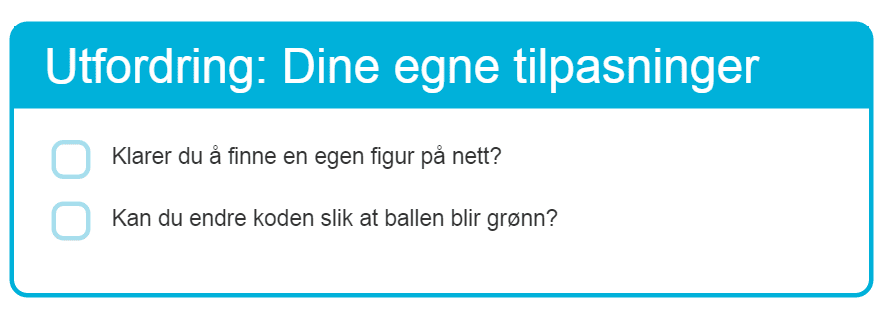 Utfordring: Dine egne tilpasninger
Klarer du å finne en egen figur på nett?
Kan du endre koden slik at ballen blir grønn?